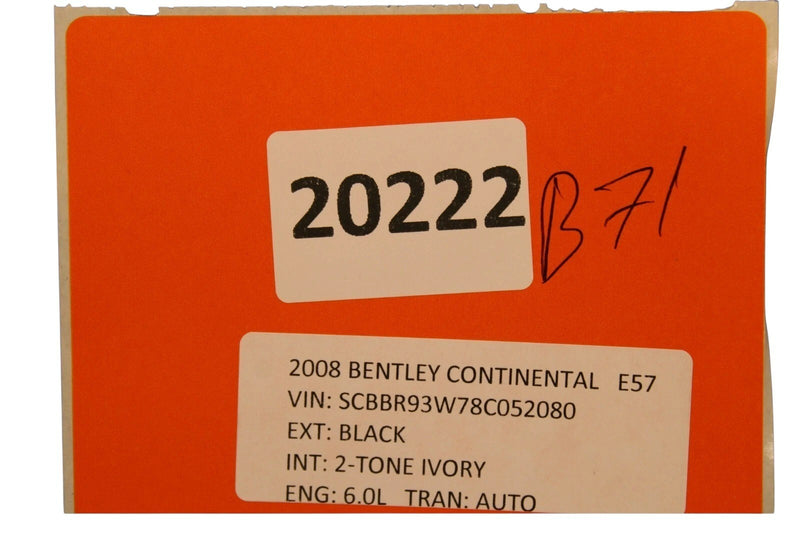 20222 B71
2008 BENTLEY CONTINENTAL E57
VIN: SCBBR93W78C052080
EXT: BLACK
INT: 2-TONE IVORY
ENG: 6.0L TRAN: AUTO